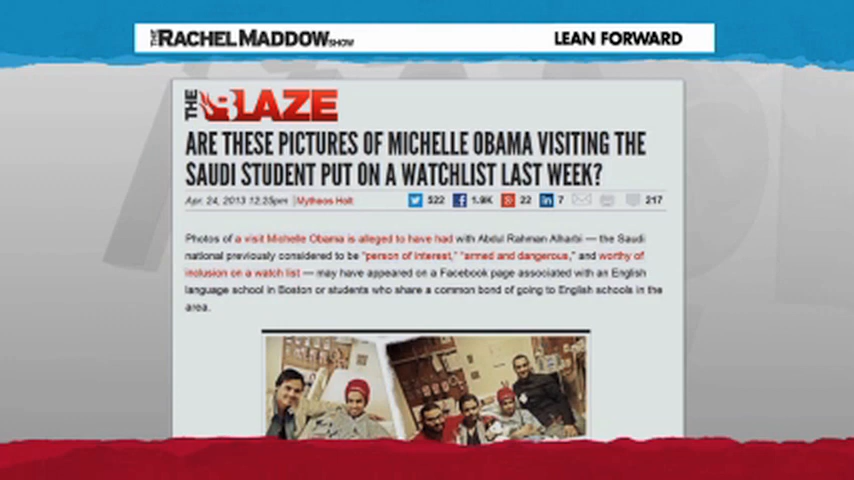 THE RACHEL MADDOW SHOW LEAN FORWARD
THE BLAZE
ARE THESE PICTURES OF MICHELLE OBAMA VISITING THE
SAUDI STUDENT PUT ON A WATCHLIST LAST WEEK?
Apr. 24, 2013 12:25pm | Mytheos Holt 522 1.9K 22 7 217
Photos of a visit Michelle Obama is alleged to have had with Abdul Rahman Alharbi — the Saudi
national previously considered to be "person of interest," "armed and dangerous," and worthy of
inclusion on a watch list — may have appeared on a Facebook page associated with an English
language school in Boston or students who share a common bond of going to English schools in the
area.